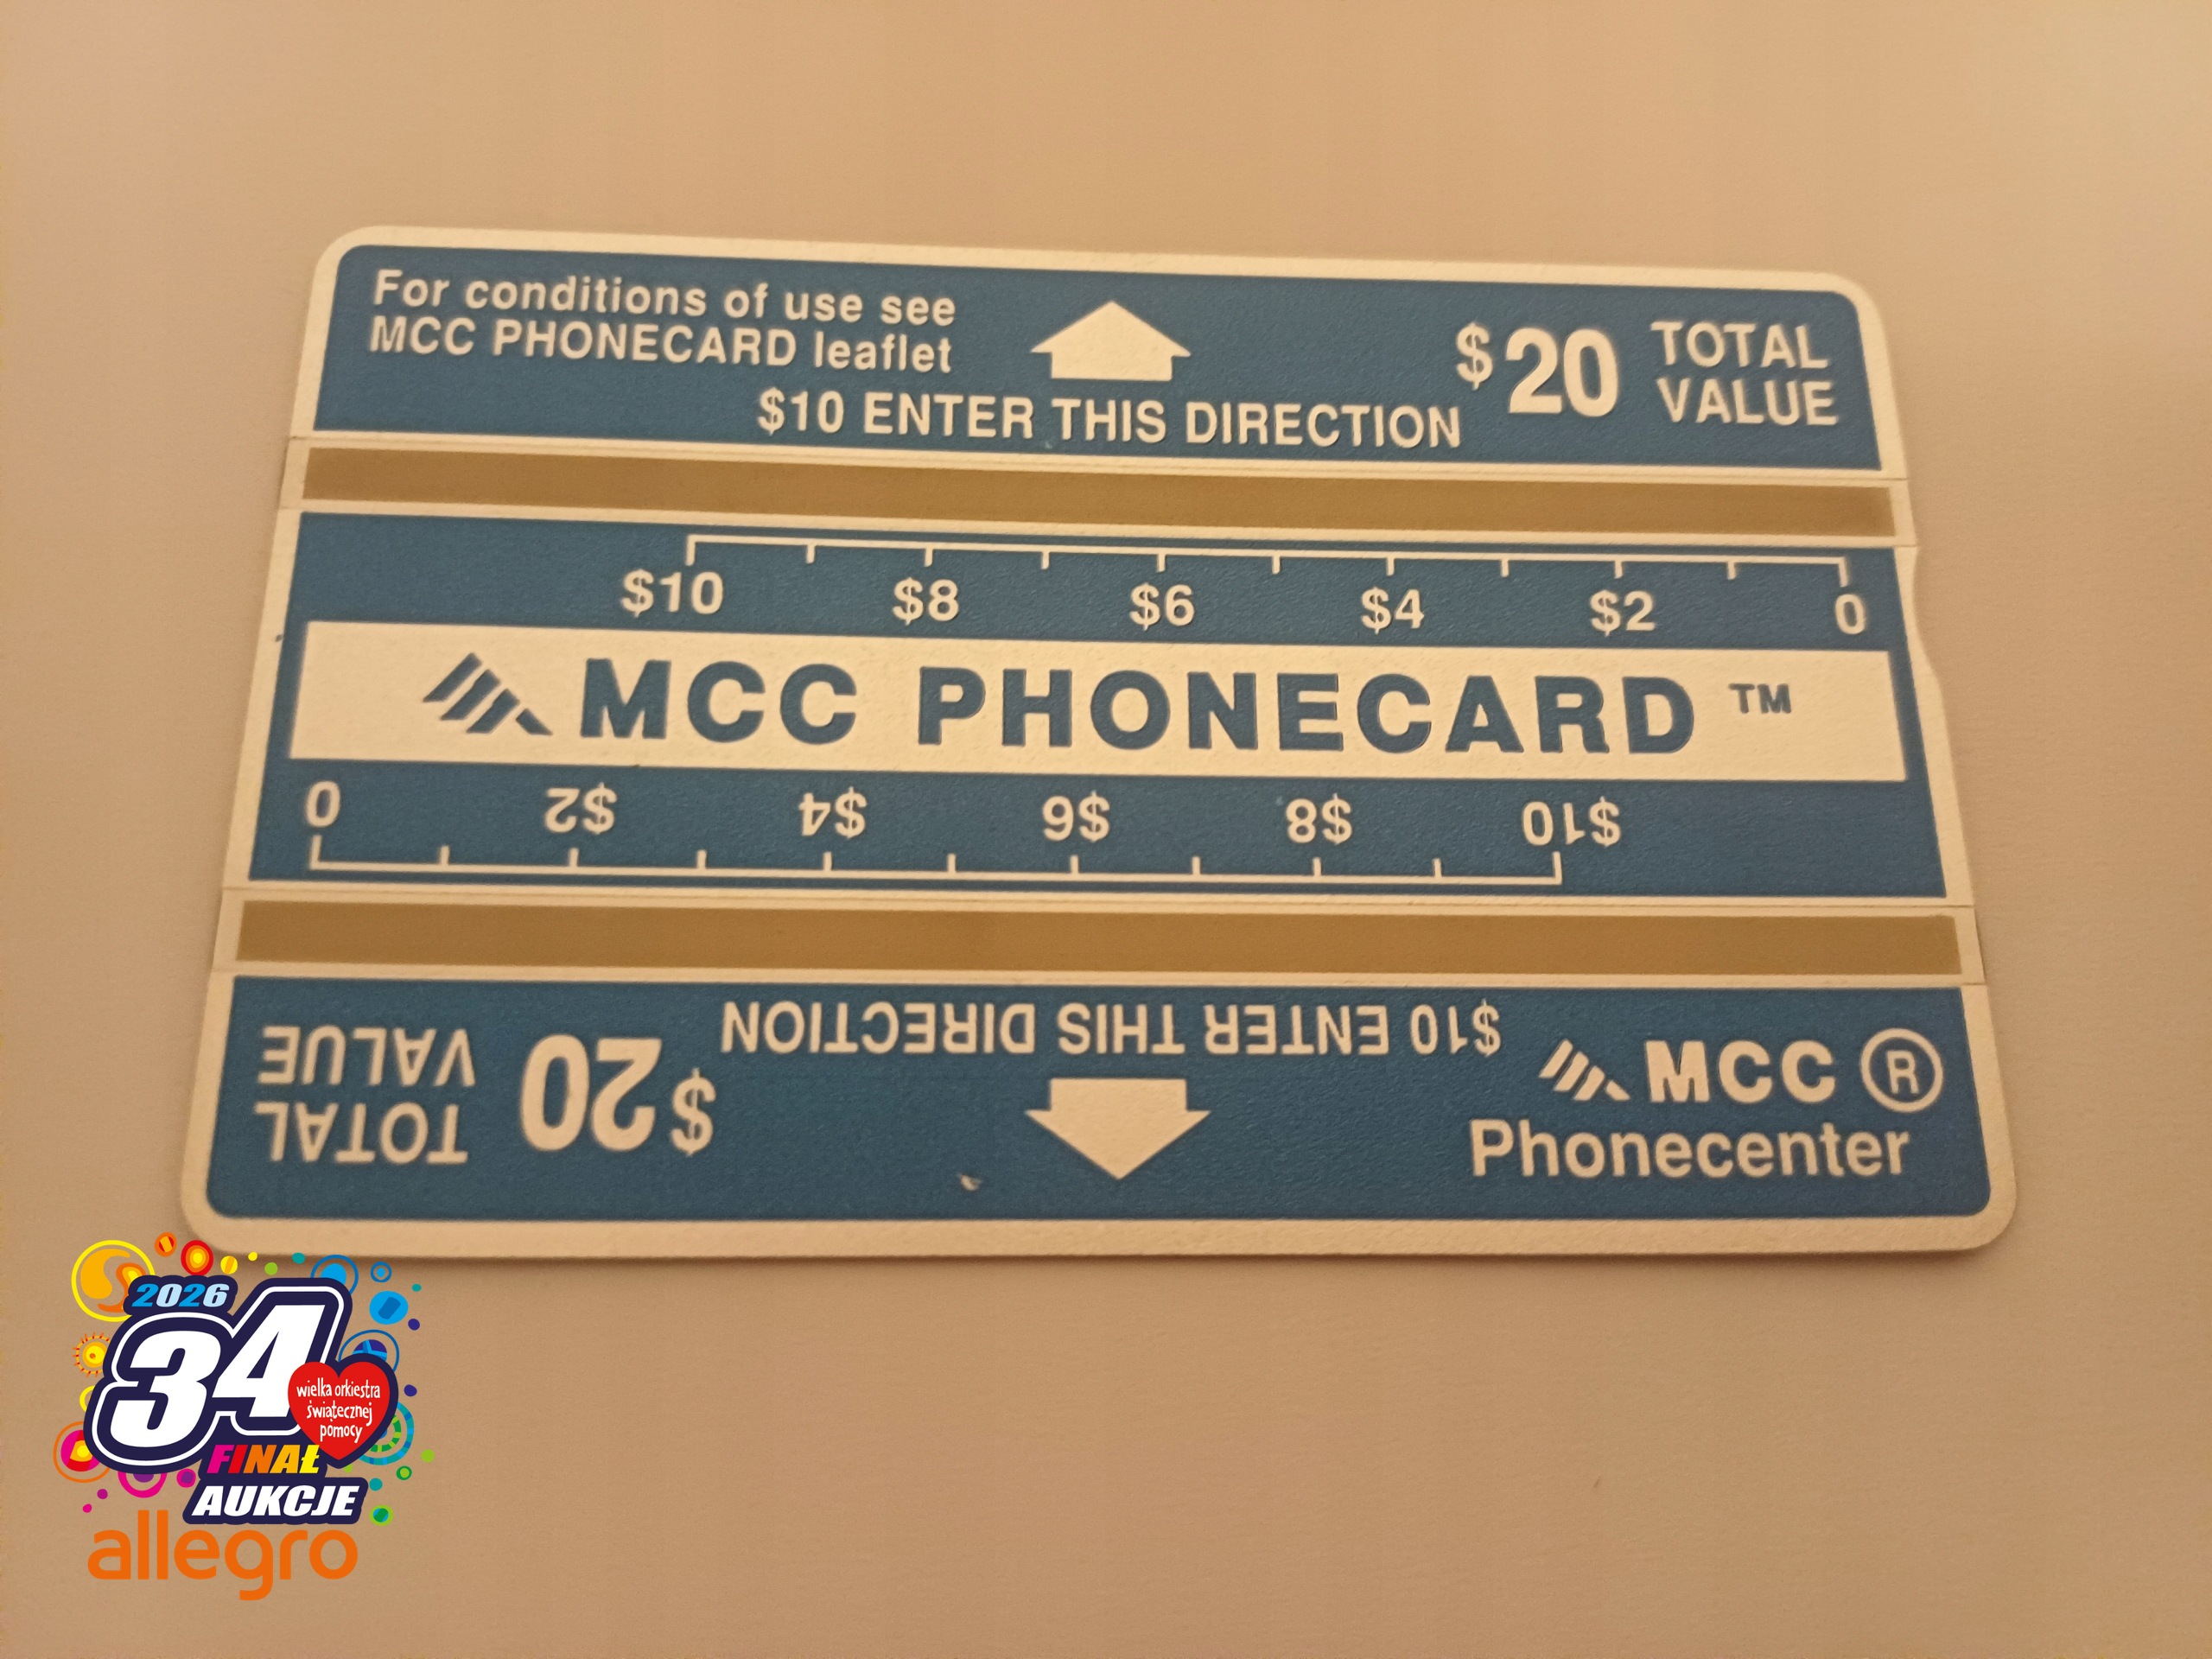 For conditions of use see
MCC PHONECARD leaflet
$20 TOTAL
VALUE
$10 ENTER THIS DIRECTION
$10 $8 $6 $4 $2 0
MCC PHONECARD ™
0 $2 $4 $6 $8 $10
$10 ENTER THIS DIRECTION
$20 TOTAL
VALUE
MCC ®
Phonecenter
2026
34
wielka orkiestra
świątecznej
pomocy
FINAŁ
AUKCJE
allegro